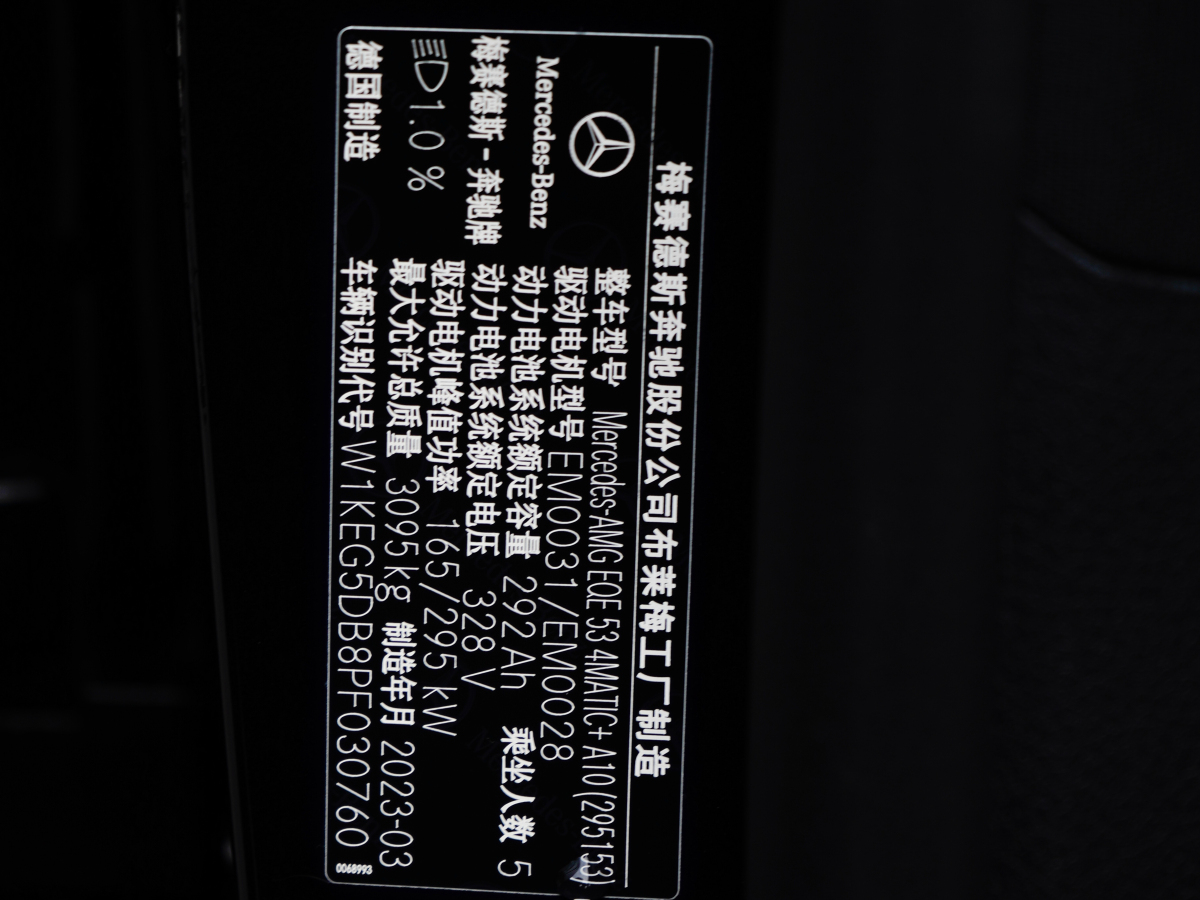 梅赛德斯奔驰股份公司布莱梅工厂制造
Mercedes-Benz
梅赛德斯-奔驰牌
1.0 %
德国制造
整车型号 Mercedes-AMG EQE 53 4MATIC+ A10 (295153)
驱动电机型号 EM0031/EM0028
动力电池系统额定容量 292 Ah 乘坐人数 5
动力电池系统额定电压 328 V
驱动电机峰值功率 165/295 kW
最大允许总质量 3095kg 制造年月 2023-03
车辆识别代号 W1KEG5DB8PF030760
0068993